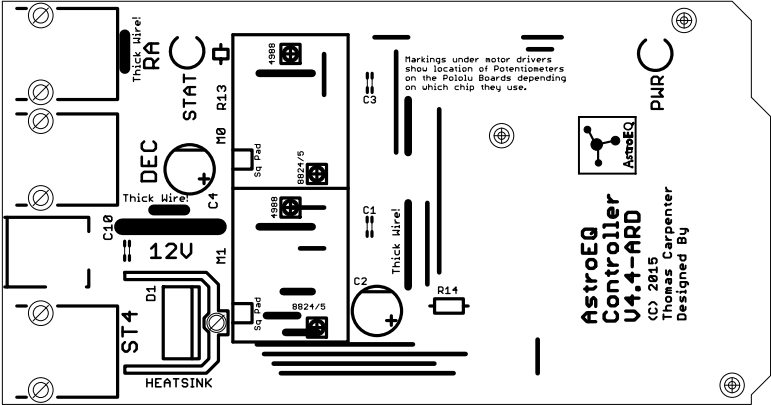 Thick Wire!
RA
STAT
R13
4988
Markings under motor drivers
show location of Potentiometers
on the Pololu Boards depending
on which chip they use.
C3
PWR
AstroEQ
M0
Sq Pad
8824/5
DEC
C4
Thick Wire!
C10
12V
M1
4988
C1
Thick Wire!
C2
R14
D1
ST4
Sq Pad
8824/5
HEATSINK
AstroEQ
Controller
V4.4-ARD
(C) 2015
Thomas Carpenter
Designed By